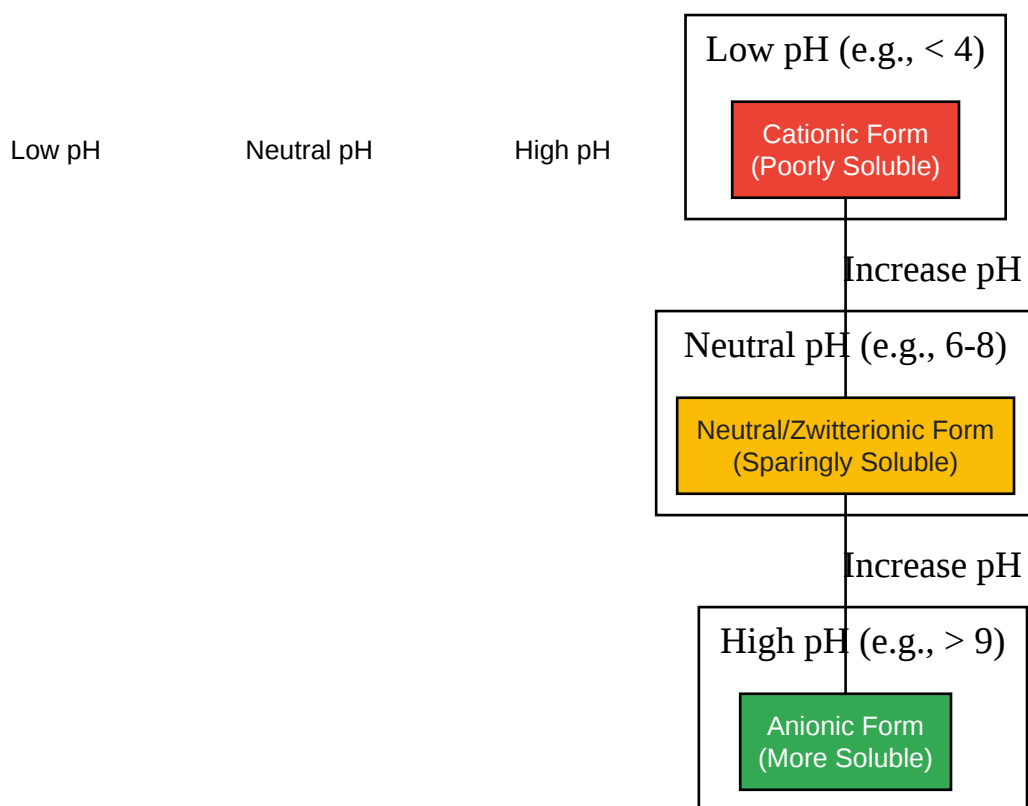 Low pH (e.g., < 4)
Cationic Form
(Poorly Soluble)
Low pH
Neutral pH
High pH
Increase pH
Neutral pH (e.g., 6-8)
Neutral/Zwitterionic Form
(Sparingly Soluble)
Increase pH
High pH (e.g., > 9)
Anionic Form
(More Soluble)